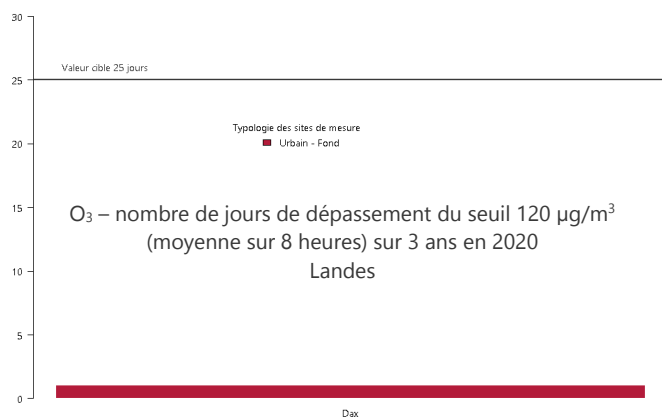 30
Valeur cible 25 jours
25
Typologie des sites de mesure
20
Urbain - Fond
15
O₃ – nombre de jours de dépassement du seuil 120 µg/m³
(moyenne sur 8 heures) sur 3 ans en 2020
10
Landes
5
0
Dax